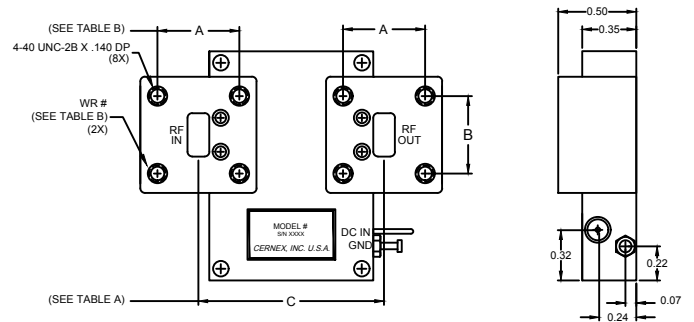 (SEE TABLE B)
A
A
4-40 UNC-2B X .140 DP
(8X)
WR #
(SEE TABLE B)
(2X)
RF
IN
RF
OUT
B
MODEL #
S/N XXXX
CERNEX, INC. U.S.A.
DC IN
GND
(SEE TABLE A)
C
0.50
0.35
0.32
0.22
0.07
0.24